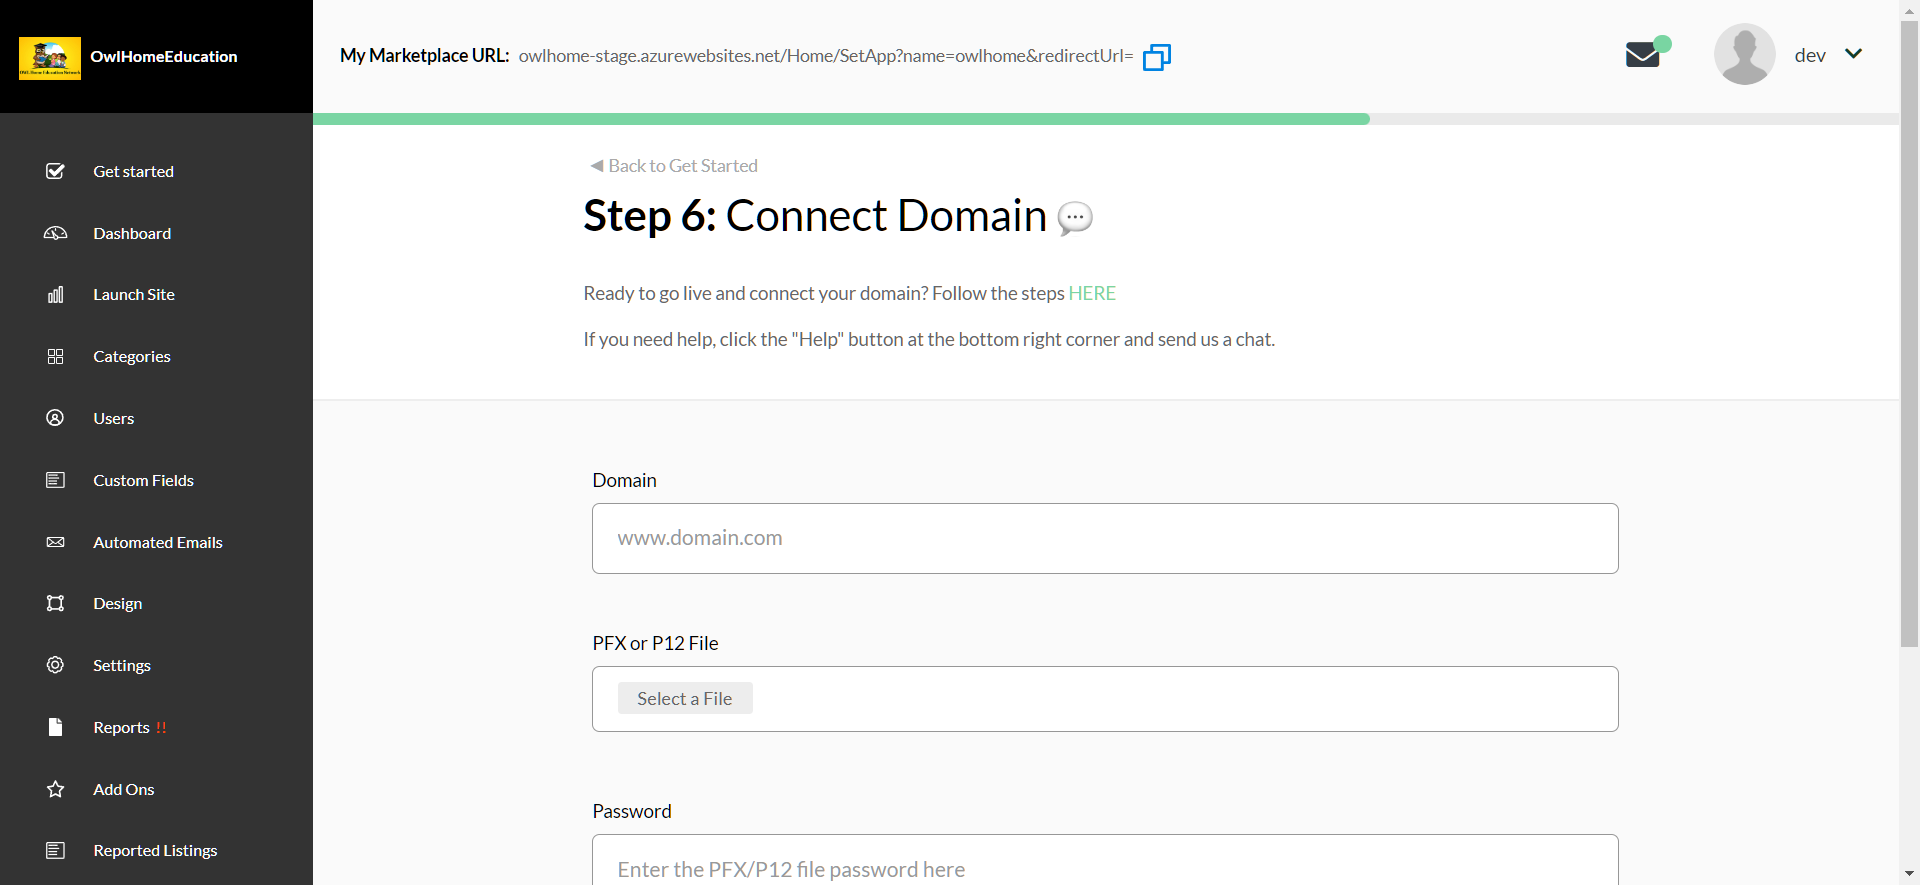 OwlHomeEducation
My Marketplace URL: owlhome-stage.azurewebsites.net/Home/SetApp?name=owlhome&redirectUrl=
dev
Get started
Dashboard
Launch Site
Categories
Users
Custom Fields
Automated Emails
Design
Settings
Reports !!
Add Ons
Reported Listings
◀ Back to Get Started
Step 6: Connect Domain
Ready to go live and connect your domain? Follow the steps HERE
If you need help, click the "Help" button at the bottom right corner and send us a chat.
Domain
www.domain.com
PFX or P12 File
Select a File
Password
Enter the PFX/P12 file password here